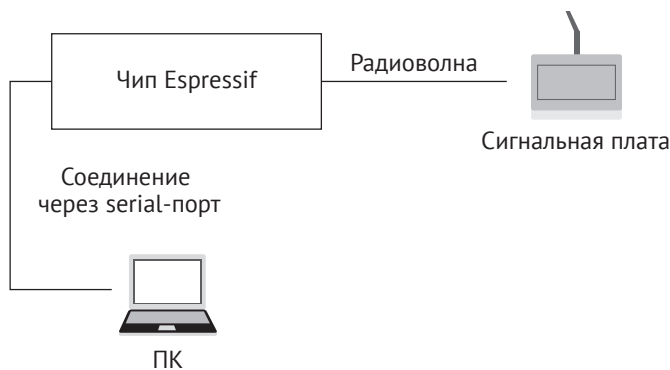 Чип Espressif
Радиоволна
Сигнальная плата
Соединение
через serial-порт
ПК